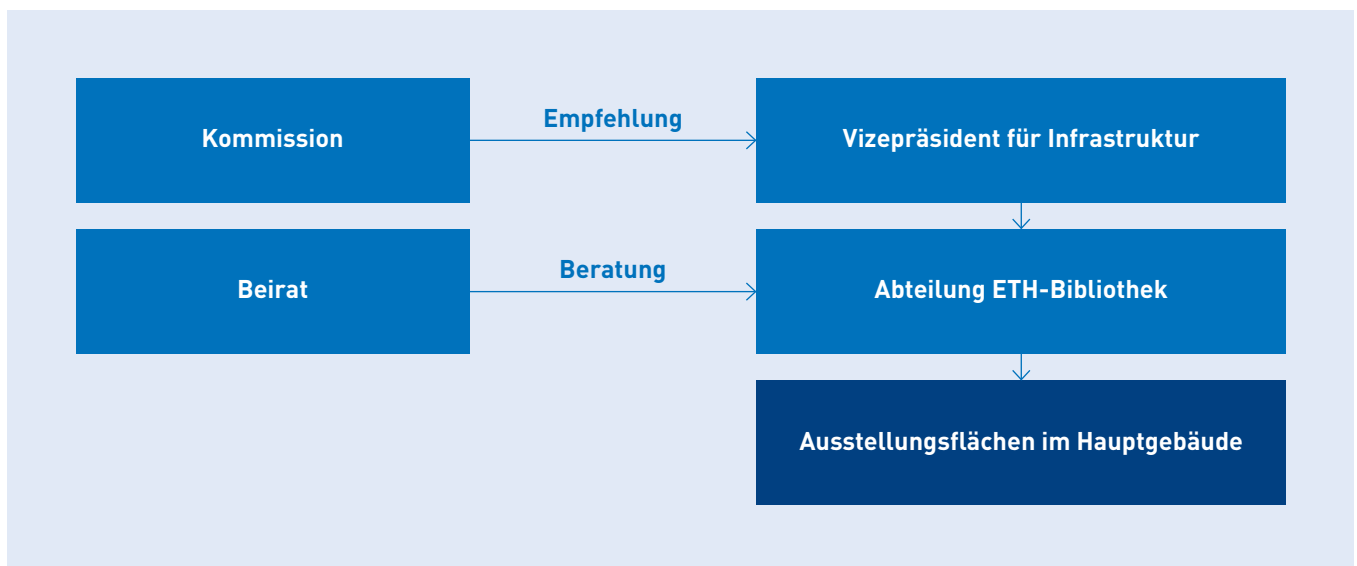 Kommission
Empfehlung
Vizepräsident für Infrastruktur
Beirat
Beratung
Abteilung ETH-Bibliothek
Ausstellungsflächen im Hauptgebäude